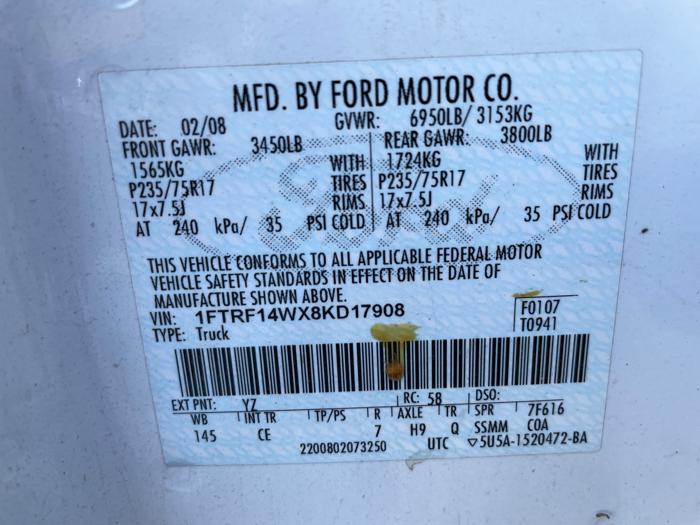 MFD. BY FORD MOTOR CO.
DATE: 02/08 GVWR: 6950LB/ 3153KG
FRONT GAWR: 3450LB REAR GAWR: 3800LB
1565KG WITH 1724KG WITH
P235/75R17 TIRES P235/75R17 TIRES
17x7.5J RIMS 17x7.5J RIMS
AT 240 kPa/ 35 PSI COLD AT 240 kPa/ 35 PSI COLD
THIS VEHICLE CONFORMS TO ALL APPLICABLE FEDERAL MOTOR
VEHICLE SAFETY STANDARDS IN EFFECT ON THE DATE OF
MANUFACTURE SHOWN ABOVE.
VIN: 1FTRF14WX8KD17908 F0107
TYPE: Truck T0941
EXT PNT: YZ RC: 58 DSO:
WB INT TR TP/PS R AXLE TR SPR 7F616
145 CE 7 H9 Q SSMM COA
2200802073250 UTC ▽5U5A-1520472-BA